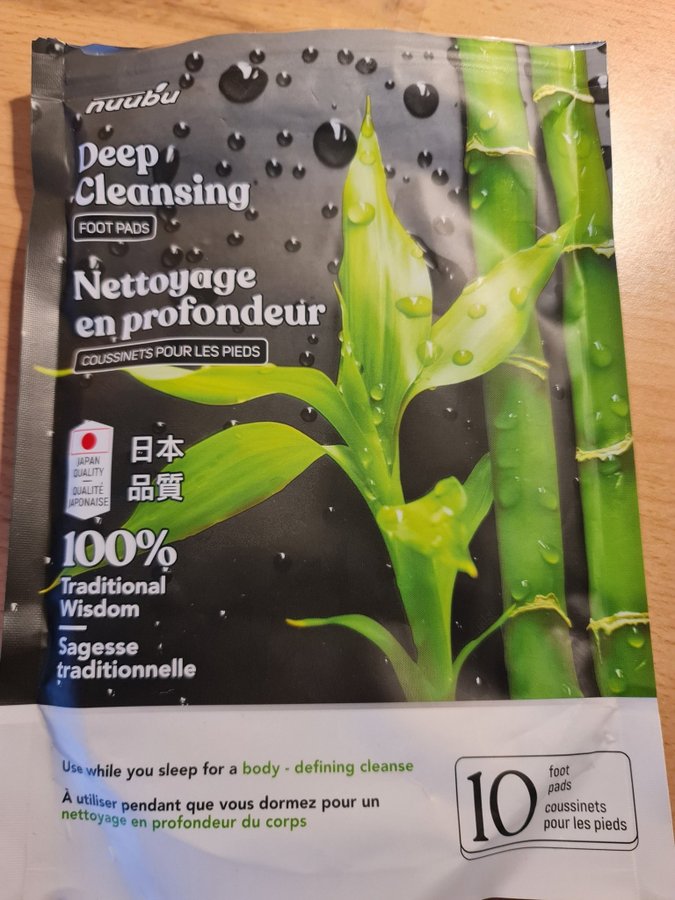 nuubu
Deep
Cleansing
FOOT PADS
Nettoyage
en profondeur
COUSSINETS POUR LES PIEDS
JAPAN
QUALITY
QUALITÉ
JAPONAISE
日本
品質
100%
Traditional
Wisdom
Sagesse
traditionnelle
Use while you sleep for a body - defining cleanse
À utiliser pendant que vous dormez pour un
nettoyage en profondeur du corps
10
foot
pads
coussinets
pour les pieds